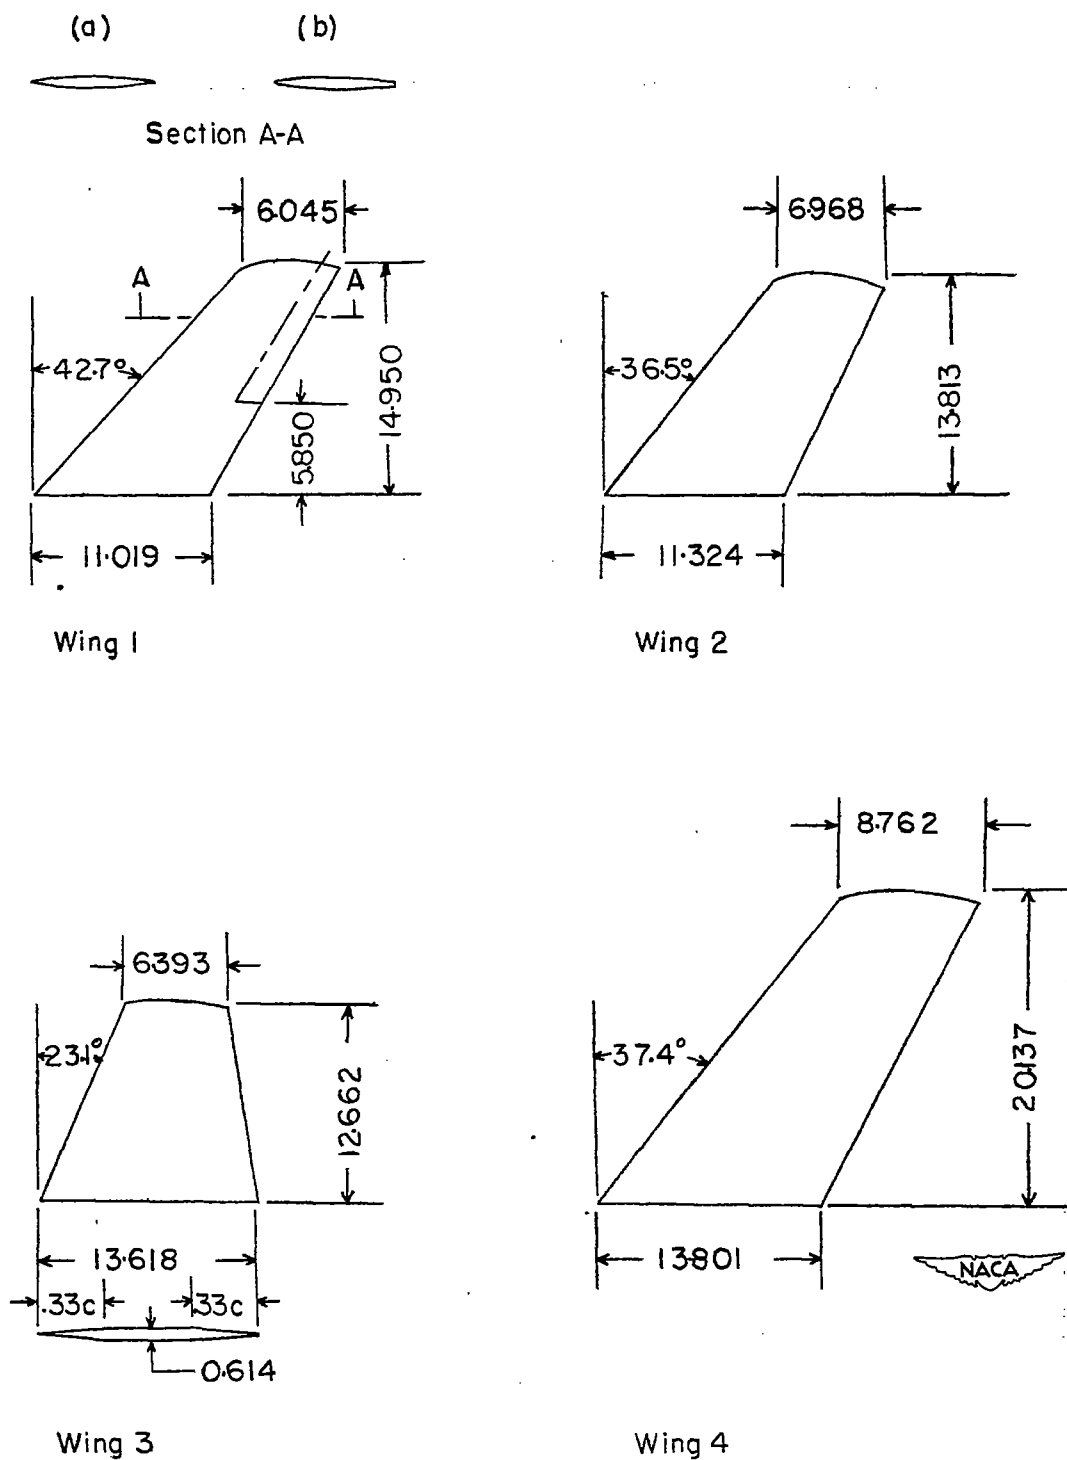 (a) (b)
Section A-A
6.045
6.968
A A
42.7°
14.950
5.850
36.5°
13.813
11.019
11.324
Wing 1
Wing 2
8.762
6.393
23.1°
12.662
37.4°
20.137
13.618
13.801
NACA
.33c .33c
0.614
Wing 3
Wing 4